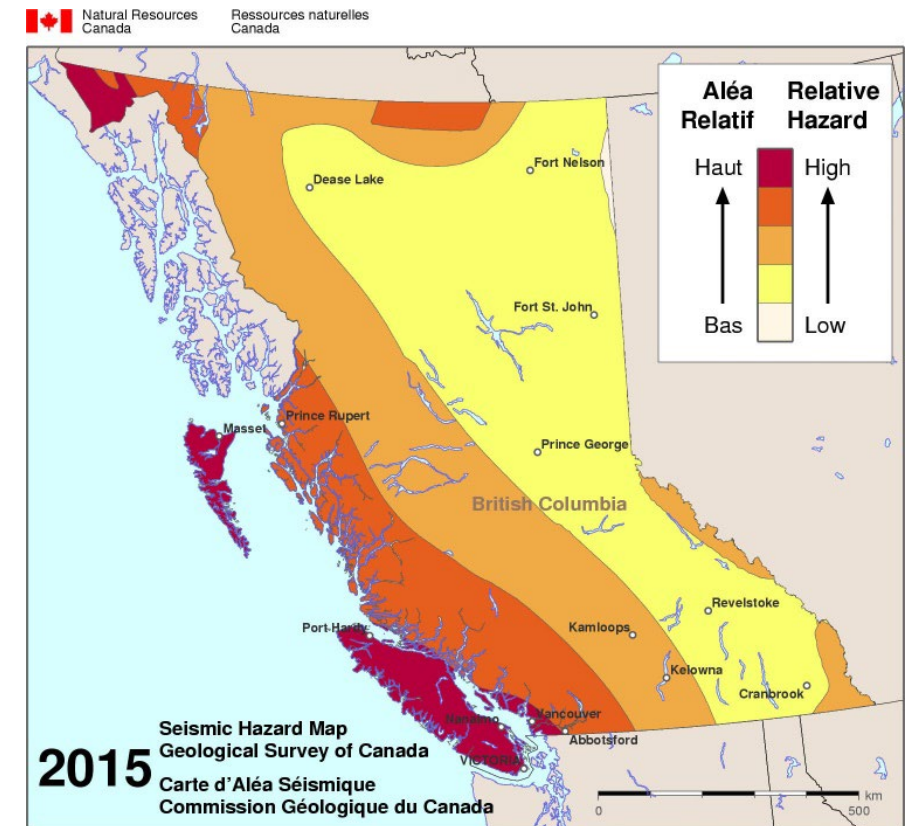 Natural Resources
Canada
Ressources naturelles
Canada
Aléa
Relatif
Relative
Hazard
Haut
High
Bas
Low
Fort Nelson
Dease Lake
Fort St. John
Prince Rupert
Masset
Prince George
British Columbia
Revelstoke
Port Hardy
Kamloops
Kelowna
Cranbrook
Nanaimo
Vancouver
Abbotsford
VICTORIA
2015
Seismic Hazard Map
Geological Survey of Canada
Carte d'Aléa Séismique
Commission Géologique du Canada
km
0
500